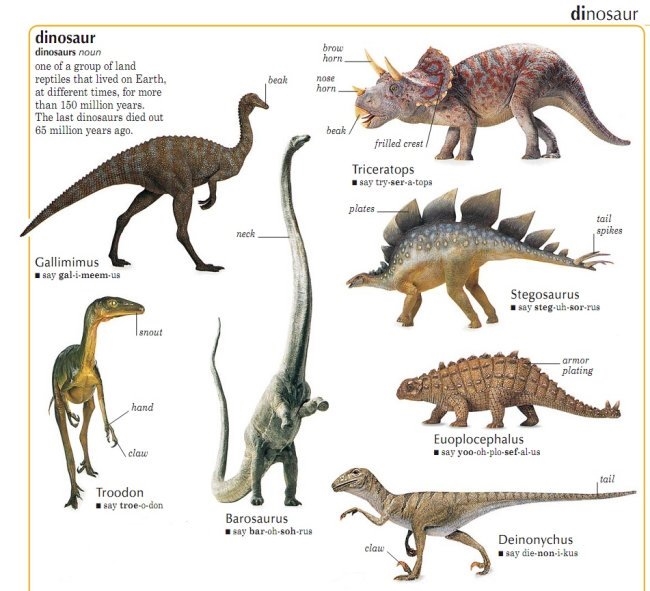 dinosaur
dinosaur
dinosaurs noun
one of a group of land
reptiles that lived on Earth,
at different times, for more
than 150 million years.
The last dinosaurs died out
65 million years ago.
beak
Gallimimus
■ say gal-i-meem-us
brow
horn
nose
horn
beak
frilled crest
Triceratops
■ say try-ser-a-tops
neck
plates
tail
spikes
Stegosaurus
■ say steg-uh-sor-rus
snout
hand
claw
Troodon
■ say troe-o-don
Barosaurus
■ say bar-oh-soh-rus
armor
plating
Euoplocephalus
■ say yoo-oh-plo-sef-al-us
tail
claw
Deinonychus
■ say die-non-i-kus